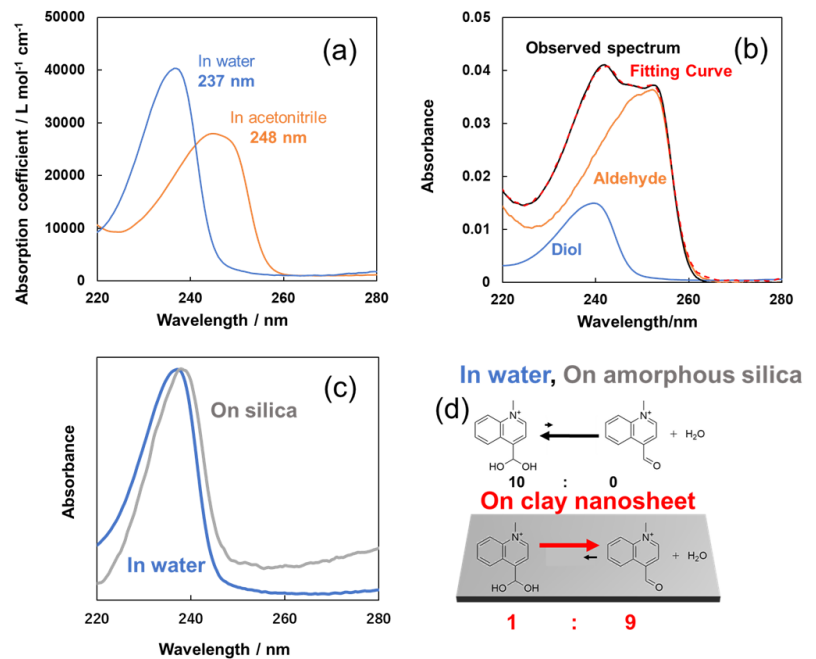 (a)
50000
40000
30000
20000
10000
0
Absorption coefficient / L mol⁻¹ cm⁻¹
In water
237 nm
In acetonitrile
248 nm
220 240 260 280
Wavelength / nm
(b)
0.05
0.04
0.03
0.02
0.01
0
Absorbance
Observed spectrum
Fitting Curve
Aldehyde
Diol
220 240 260 280
Wavelength/nm
(c)
Absorbance
On silica
In water
220 240 260 280
Wavelength / nm
In water, On amorphous silica
(d)
N⁺ N⁺ + H₂O
HO OH O
10 : 0
On clay nanosheet
N⁺ N⁺ + H₂O
HO OH O
1 : 9